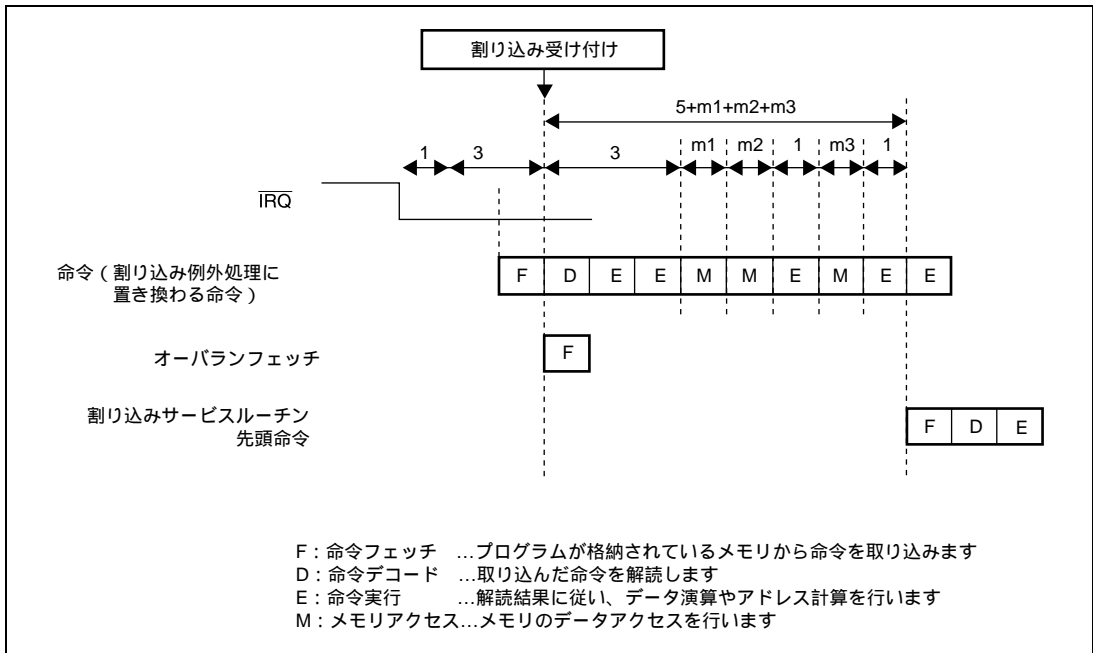 割り込み受け付け
5+m1+m2+m3
1 3 3 m1 m2 1 m3 1
IRQ
命令（割り込み例外処理に
置き換わる命令）
F D E E M M E M E E
オーバランフェッチ
F
割り込みサービスルーチン
先頭命令
F D E
F：命令フェッチ …プログラムが格納されているメモリから命令を取り込みます
D：命令デコード …取り込んだ命令を解読します
E：命令実行 …解読結果に従い、データ演算やアドレス計算を行います
M：メモリアクセス…メモリのデータアクセスを行います